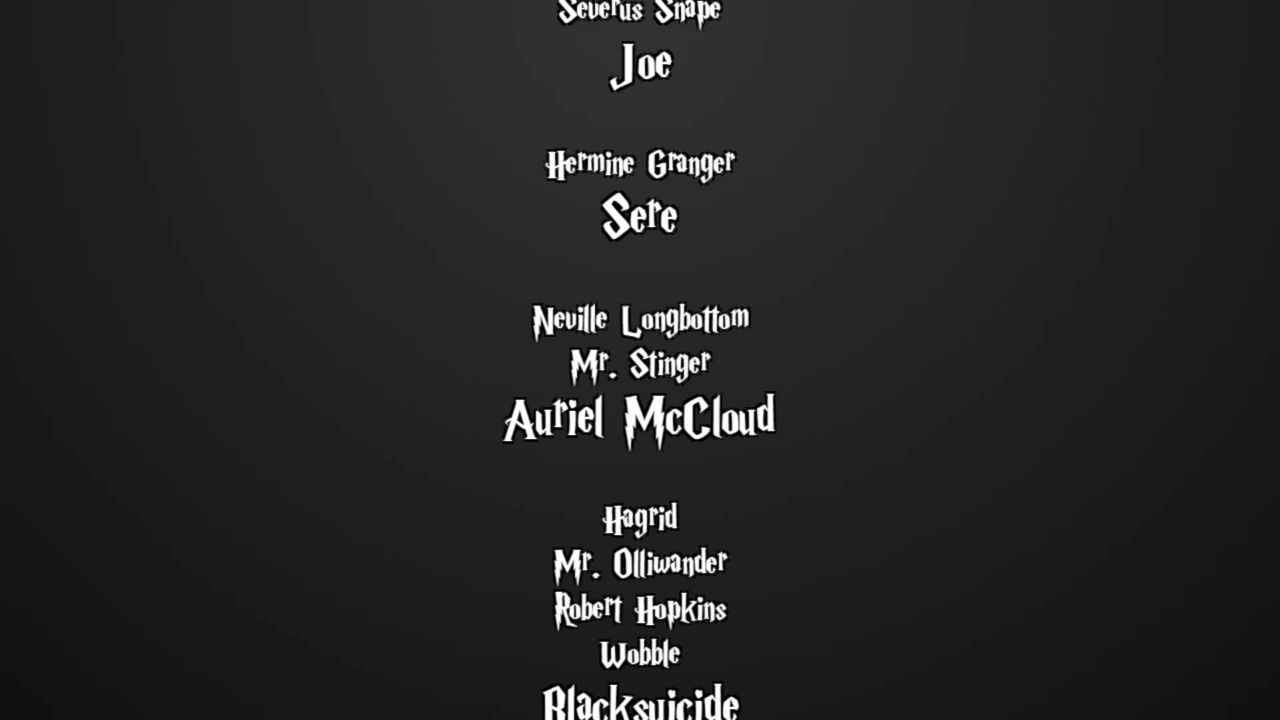 Severus Snape
Joe
Hermine Granger
Sere
Neville Longbottom
Mr. Stinger
Auriel McCloud
Hagrid
Mr. Olliwander
Robert Hopkins
Wobble
Blacksuicide